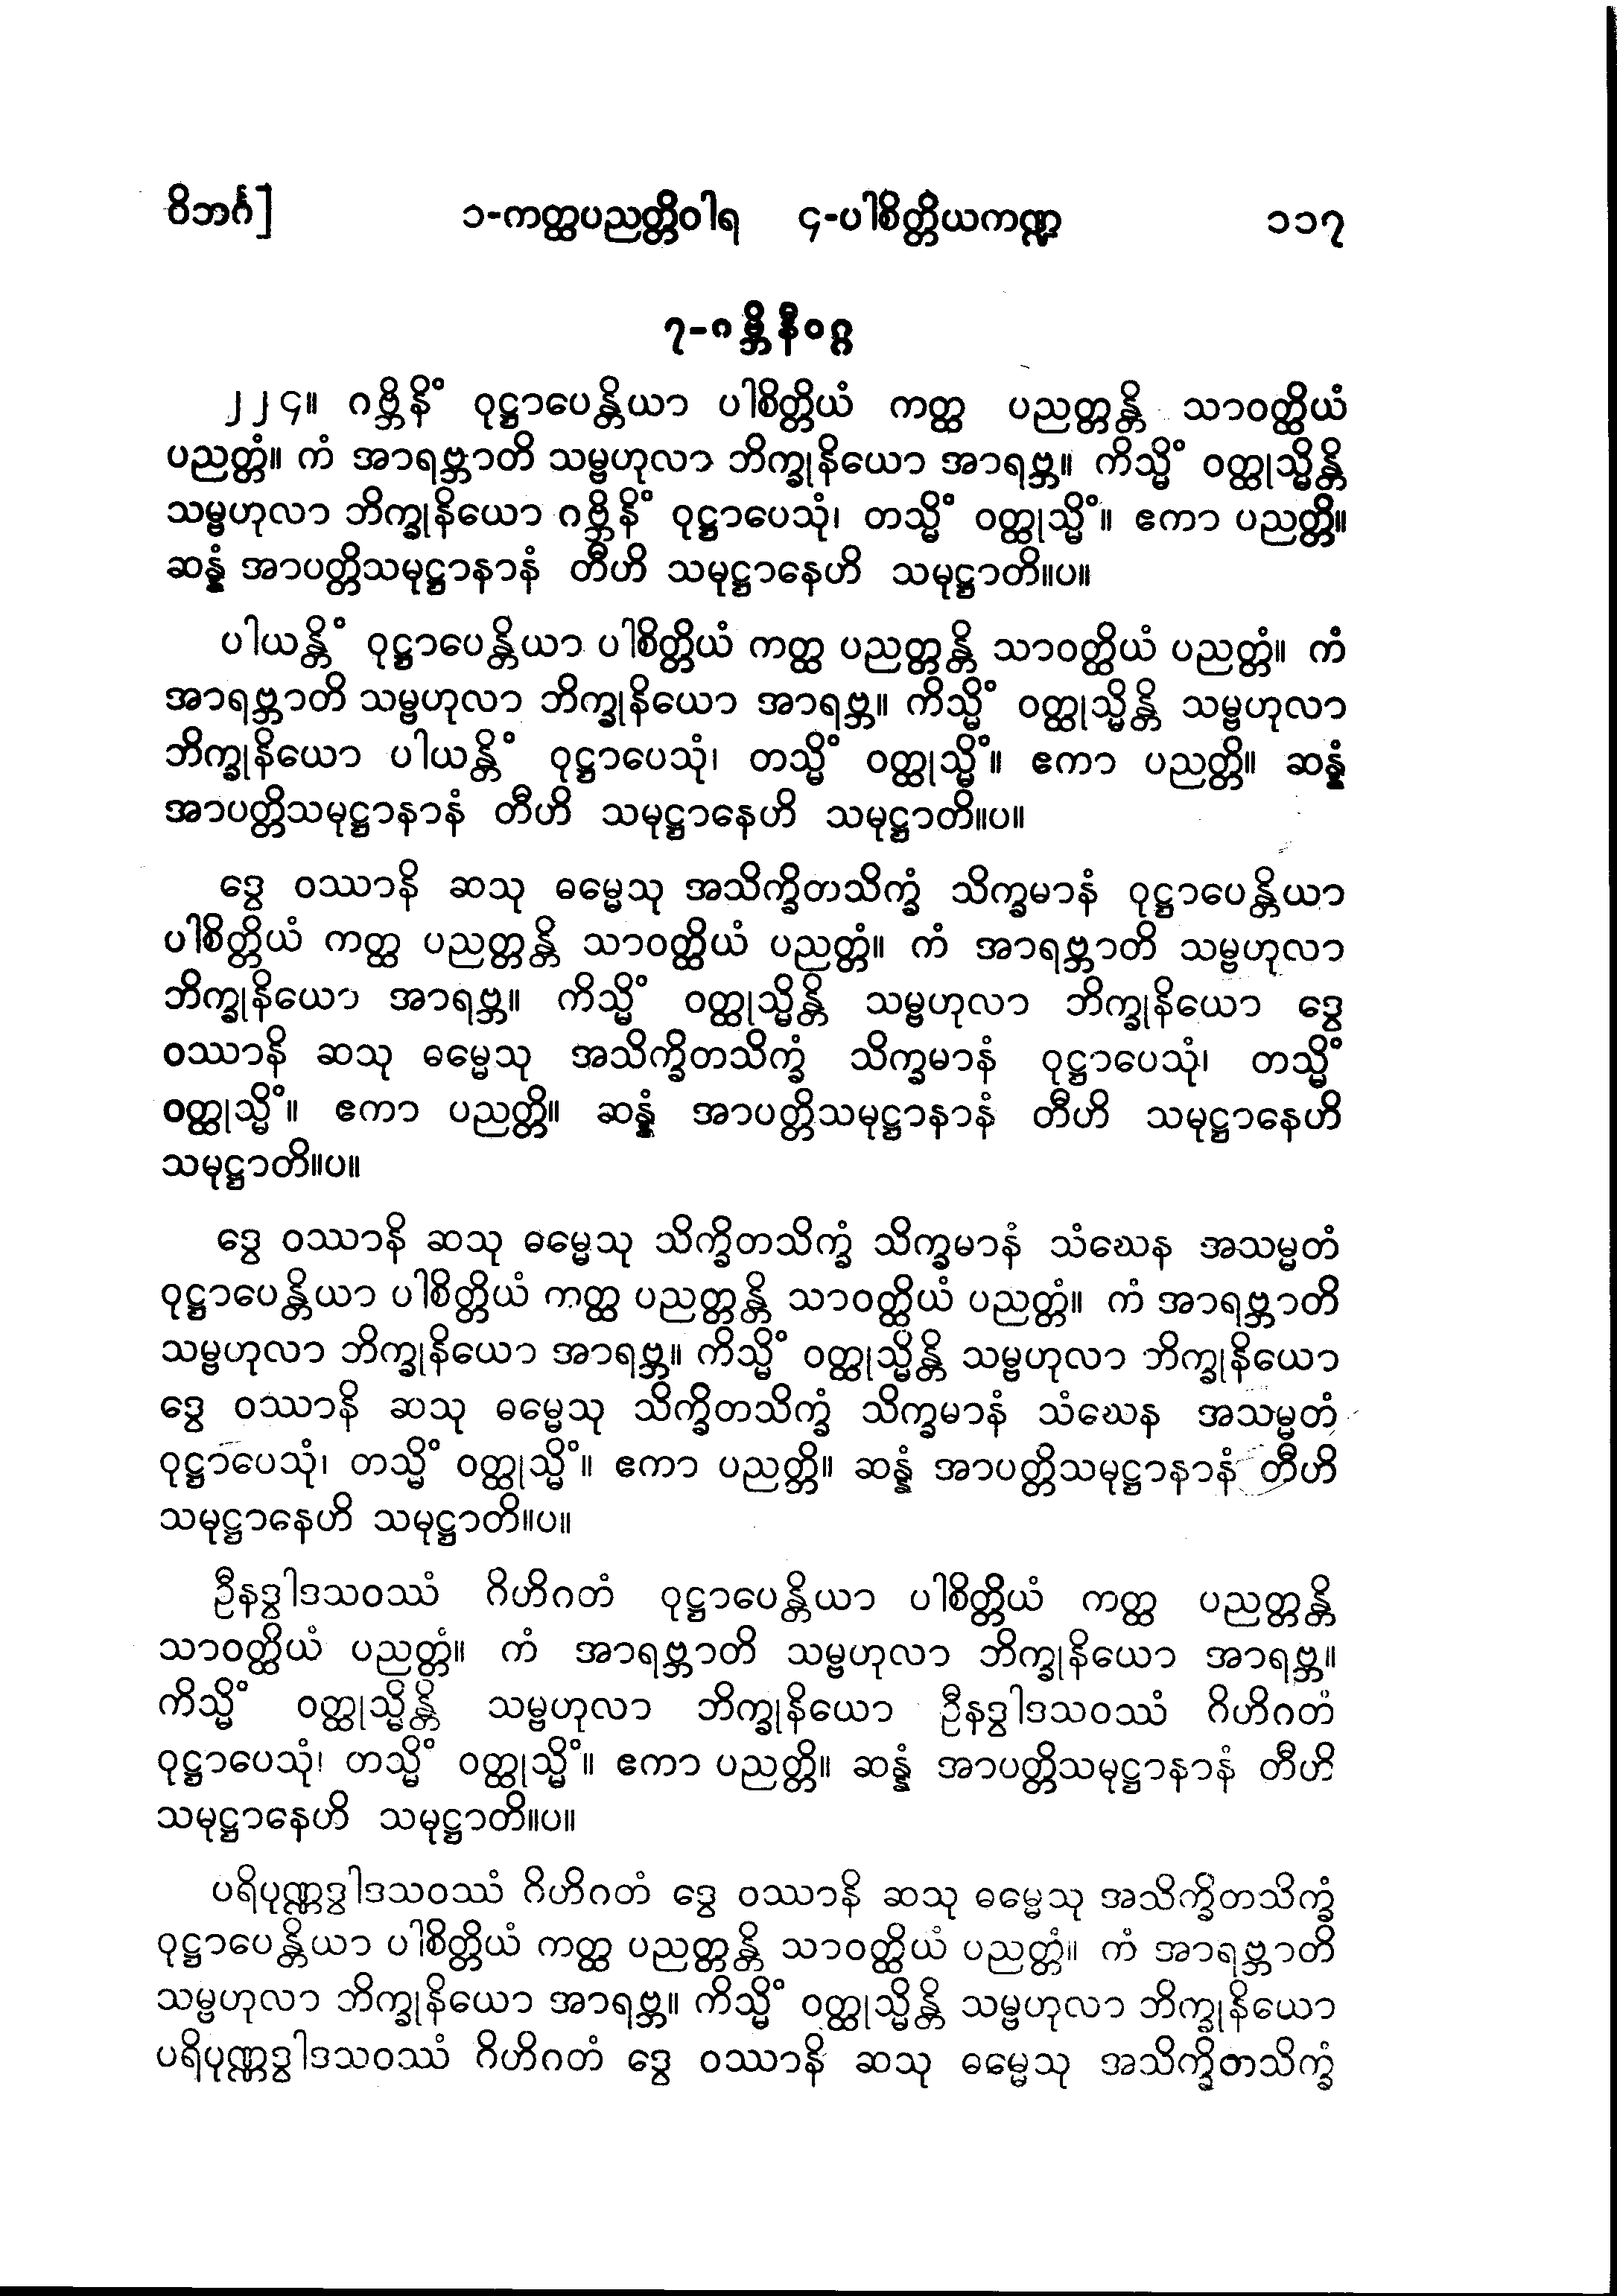 ဝိဘင်္ဂ] ၁-ကတ္ထပညတ္တိဝါရ ၄-ပါစိတ္တိယကဏ္ဍ ၁၁၇
၇-ဂဗ္ဘိနီဝဂ္ဂ
၂၂၄။ ဂဗ္ဘိနိံ ဝုဋ္ဌာပေန္တိယာ ပါစိတ္တိယံ ကတ္ထ ပညတ္တန္တိ သာဝတ္ထိယံ
ပညတ္တံ။ ကံ အာရဗ္ဘာတိ သမ္ဗဟုလာ ဘိက္ခုနိယော အာရဗ္ဘ။ ကိသ္မိံ ဝတ္ထုသ္မိန္တိ
သမ္ဗဟုလာ ဘိက္ခုနိယော ဂဗ္ဘိနိံ ဝုဋ္ဌာပေသုံ၊ တသ္မိံ ဝတ္ထုသ္မိံ။ ဧကာ ပညတ္တိ။
ဆန္နံ အာပတ္တိသမုဋ္ဌာနာနံ တီဟိ သမုဋ္ဌာနေဟိ သမုဋ္ဌာတိ။ပ။
ပါယန္တိံ ဝုဋ္ဌာပေန္တိယာ ပါစိတ္တိယံ ကတ္ထ ပညတ္တန္တိ သာဝတ္ထိယံ ပညတ္တံ။ ကံ
အာရဗ္ဘာတိ သမ္ဗဟုလာ ဘိက္ခုနိယော အာရဗ္ဘ။ ကိသ္မိံ ဝတ္ထုသ္မိန္တိ သမ္ဗဟုလာ
ဘိက္ခုနိယော ပါယန္တိံ ဝုဋ္ဌာပေသုံ၊ တသ္မိံ ဝတ္ထုသ္မိံ။ ဧကာ ပညတ္တိ။ ဆန္နံ
အာပတ္တိသမုဋ္ဌာနာနံ တီဟိ သမုဋ္ဌာနေဟိ သမုဋ္ဌာတိ။ပ။
ဒွေ ဝဿာနိ ဆသု ဓမ္မေသု အသိက္ခိတသိက္ခံ သိက္ခမာနံ ဝုဋ္ဌာပေန္တိယာ
ပါစိတ္တိယံ ကတ္ထ ပညတ္တန္တိ သာဝတ္ထိယံ ပညတ္တံ။ ကံ အာရဗ္ဘာတိ သမ္ဗဟုလာ
ဘိက္ခုနိယော အာရဗ္ဘ။ ကိသ္မိံ ဝတ္ထုသ္မိန္တိ သမ္ဗဟုလာ ဘိက္ခုနိယော ဒွေ
ဝဿာနိ ဆသု ဓမ္မေသု အသိက္ခိတသိက္ခံ သိက္ခမာနံ ဝုဋ္ဌာပေသုံ၊ တသ္မိံ
ဝတ္ထုသ္မိံ။ ဧကာ ပညတ္တိ။ ဆန္နံ အာပတ္တိသမုဋ္ဌာနာနံ တီဟိ သမုဋ္ဌာနေဟိ
သမုဋ္ဌာတိ။ပ။
ဒွေ ဝဿာနိ ဆသု ဓမ္မေသု သိက္ခိတသိက္ခံ သိက္ခမာနံ သံဃေန အသမ္မတံ
ဝုဋ္ဌာပေန္တိယာ ပါစိတ္တိယံ ကတ္ထ ပညတ္တန္တိ သာဝတ္ထိယံ ပညတ္တံ။ ကံ အာရဗ္ဘာတိ
သမ္ဗဟုလာ ဘိက္ခုနိယော အာရဗ္ဘ။ ကိသ္မိံ ဝတ္ထုသ္မိန္တိ သမ္ဗဟုလာ ဘိက္ခုနိယော
ဒွေ ဝဿာနိ ဆသု ဓမ္မေသု သိက္ခိတသိက္ခံ သိက္ခမာနံ သံဃေန အသမ္မတံ
ဝုဋ္ဌာပေသုံ၊ တသ္မိံ ဝတ္ထုသ္မိံ။ ဧကာ ပညတ္တိ။ ဆန္နံ အာပတ္တိသမုဋ္ဌာနာနံ တီဟိ
သမုဋ္ဌာနေဟိ သမုဋ္ဌာတိ။ပ။
ဦနဒွါဒသဝဿံ ဂိဟိဂတံ ဝုဋ္ဌာပေန္တိယာ ပါစိတ္တိယံ ကတ္ထ ပညတ္တန္တိ
သာဝတ္ထိယံ ပညတ္တံ။ ကံ အာရဗ္ဘာတိ သမ္ဗဟုလာ ဘိက္ခုနိယော အာရဗ္ဘ။
ကိသ္မိံ ဝတ္ထုသ္မိန္တိ သမ္ဗဟုလာ ဘိက္ခုနိယော ဦနဒွါဒသဝဿံ ဂိဟိဂတံ
ဝုဋ္ဌာပေသုံ၊ တသ္မိံ ဝတ္ထုသ္မိံ။ ဧကာ ပညတ္တိ။ ဆန္နံ အာပတ္တိသမုဋ္ဌာနာနံ တီဟိ
သမုဋ္ဌာနေဟိ သမုဋ္ဌာတိ။ပ။
ပရိပုဏ္ဏဒွါဒသဝဿံ ဂိဟိဂတံ ဒွေ ဝဿာနိ ဆသု ဓမ္မေသု အသိက္ခိတသိက္ခံ
ဝုဋ္ဌာပေန္တိယာ ပါစိတ္တိယံ ကတ္ထ ပညတ္တန္တိ သာဝတ္ထိယံ ပညတ္တံ။ ကံ အာရဗ္ဘာတိ
သမ္ဗဟုလာ ဘိက္ခုနိယော အာရဗ္ဘ။ ကိသ္မိံ ဝတ္ထုသ္မိန္တိ သမ္ဗဟုလာ ဘိက္ခုနိယော
ပရိပုဏ္ဏဒွါဒသဝဿံ ဂိဟိဂတံ ဒွေ ဝဿာနိ ဆသု ဓမ္မေသု အသိက္ခိတသိက္ခံ